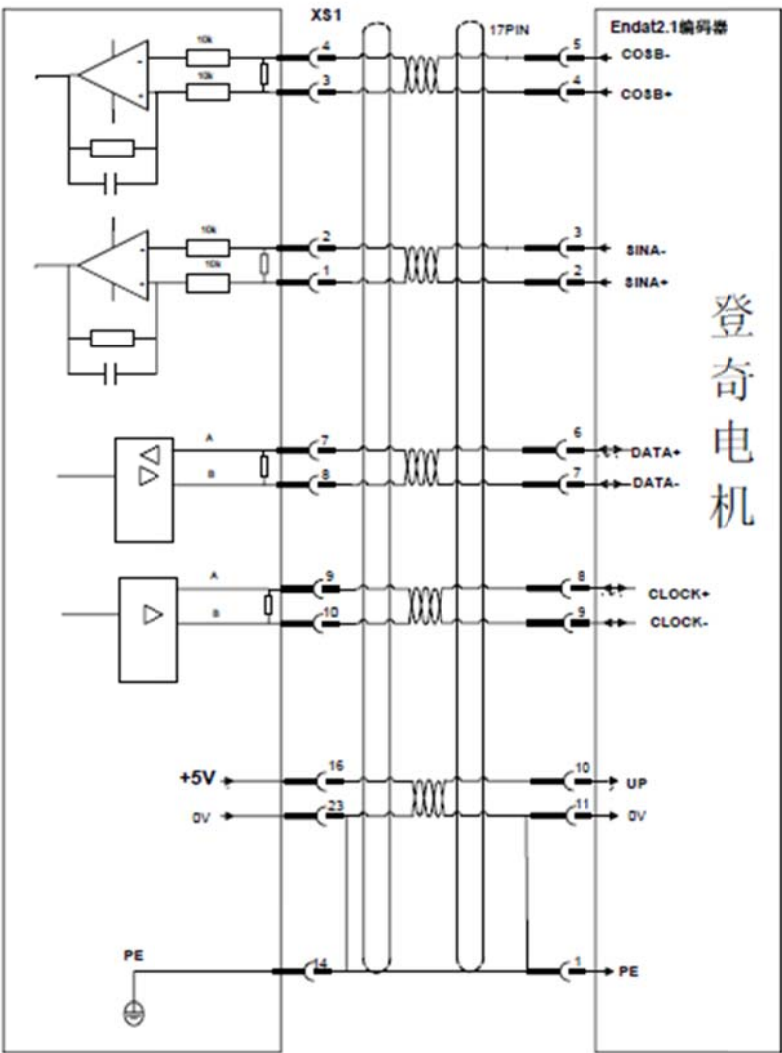 XS1
17PIN
Endat2.1编码器
10k
4
5
COSB-
10k
3
4
COSB+
10k
2
3
SINA-
10k
1
2
SINA+
登奇电机
A
7
6
DATA+
B
8
7
DATA-
A
9
8
CLOCK+
B
10
9
CLOCK-
+5V
16
10
UP
0V
23
11
0V
PE
14
1
PE